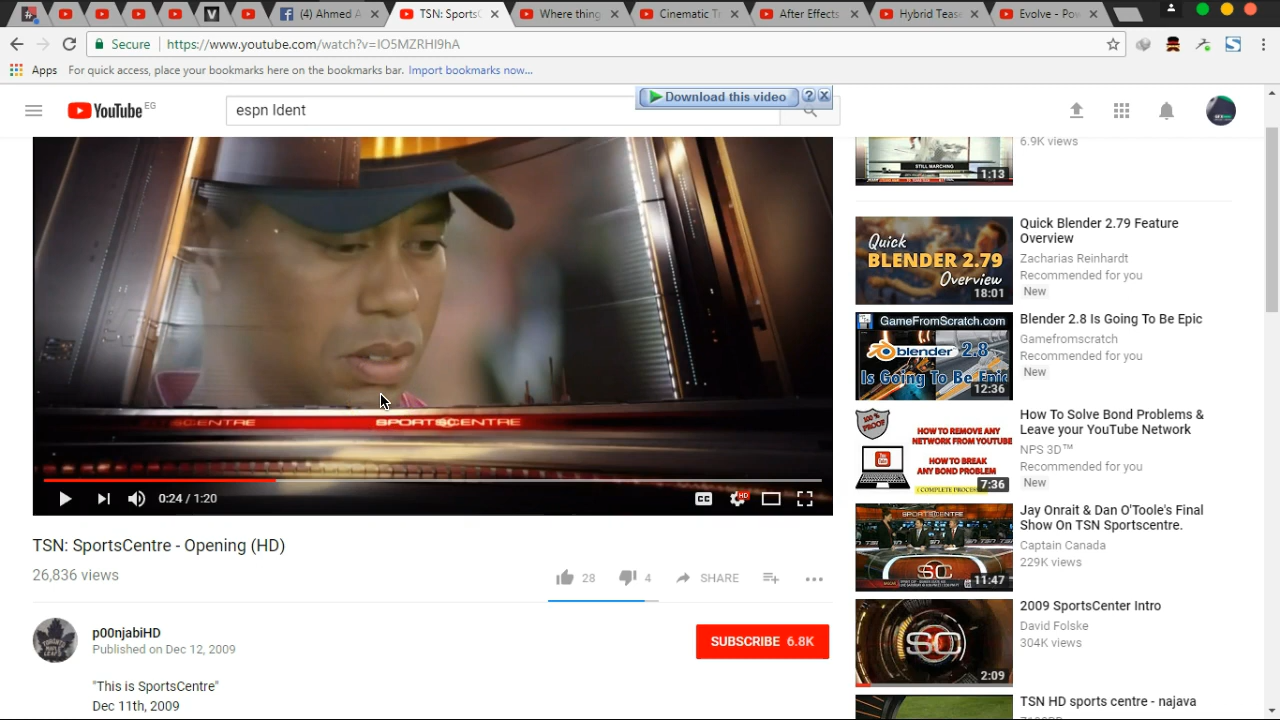 (4) Ahmed A
TSN: SportsC
Where thing
Cinematic T
After Effects
Hybrid Teas
Evolve - Po
Secure
https://www.youtube.com/watch?v=IO5MZRHI9hA
Apps
For quick access, place your bookmarks here on the bookmarks bar. Import bookmarks now...
YouTube EG
espn Ident
Download this video
SPORTSCENTRE
0:24 / 1:20
CC
HD
TSN: SportsCentre - Opening (HD)
26,836 views
28
4
SHARE
p00njabiHD
Published on Dec 12, 2009
SUBSCRIBE 6.8K
"This is SportsCentre"
Dec 11th, 2009
6.9K views
STILL MARCHING
1:13
Quick
BLENDER 2.79
Overview
18:01
Quick Blender 2.79 Feature
Overview
Zacharias Reinhardt
Recommended for you
New
GameFromScratch.com
blender 2.8
Is Going To Be Epic
12:36
Blender 2.8 Is Going To Be Epic
Gamefromscratch
Recommended for you
New
100 %
PROOF
HOW TO REMOVE ANY
NETWORK FROM YOUTUBE
HOW TO BREAK
ANY BOND PROBLEM
7:36
How To Solve Bond Problems &
Leave your YouTube Network
NPS 3D™
Recommended for you
New
SPORTSCENTRE
SC
11:47
Jay Onrait & Dan O'Toole's Final
Show On TSN Sportscentre.
Captain Canada
229K views
SC
2:09
2009 SportsCenter Intro
David Folske
304K views
TSN HD sports centre - najava